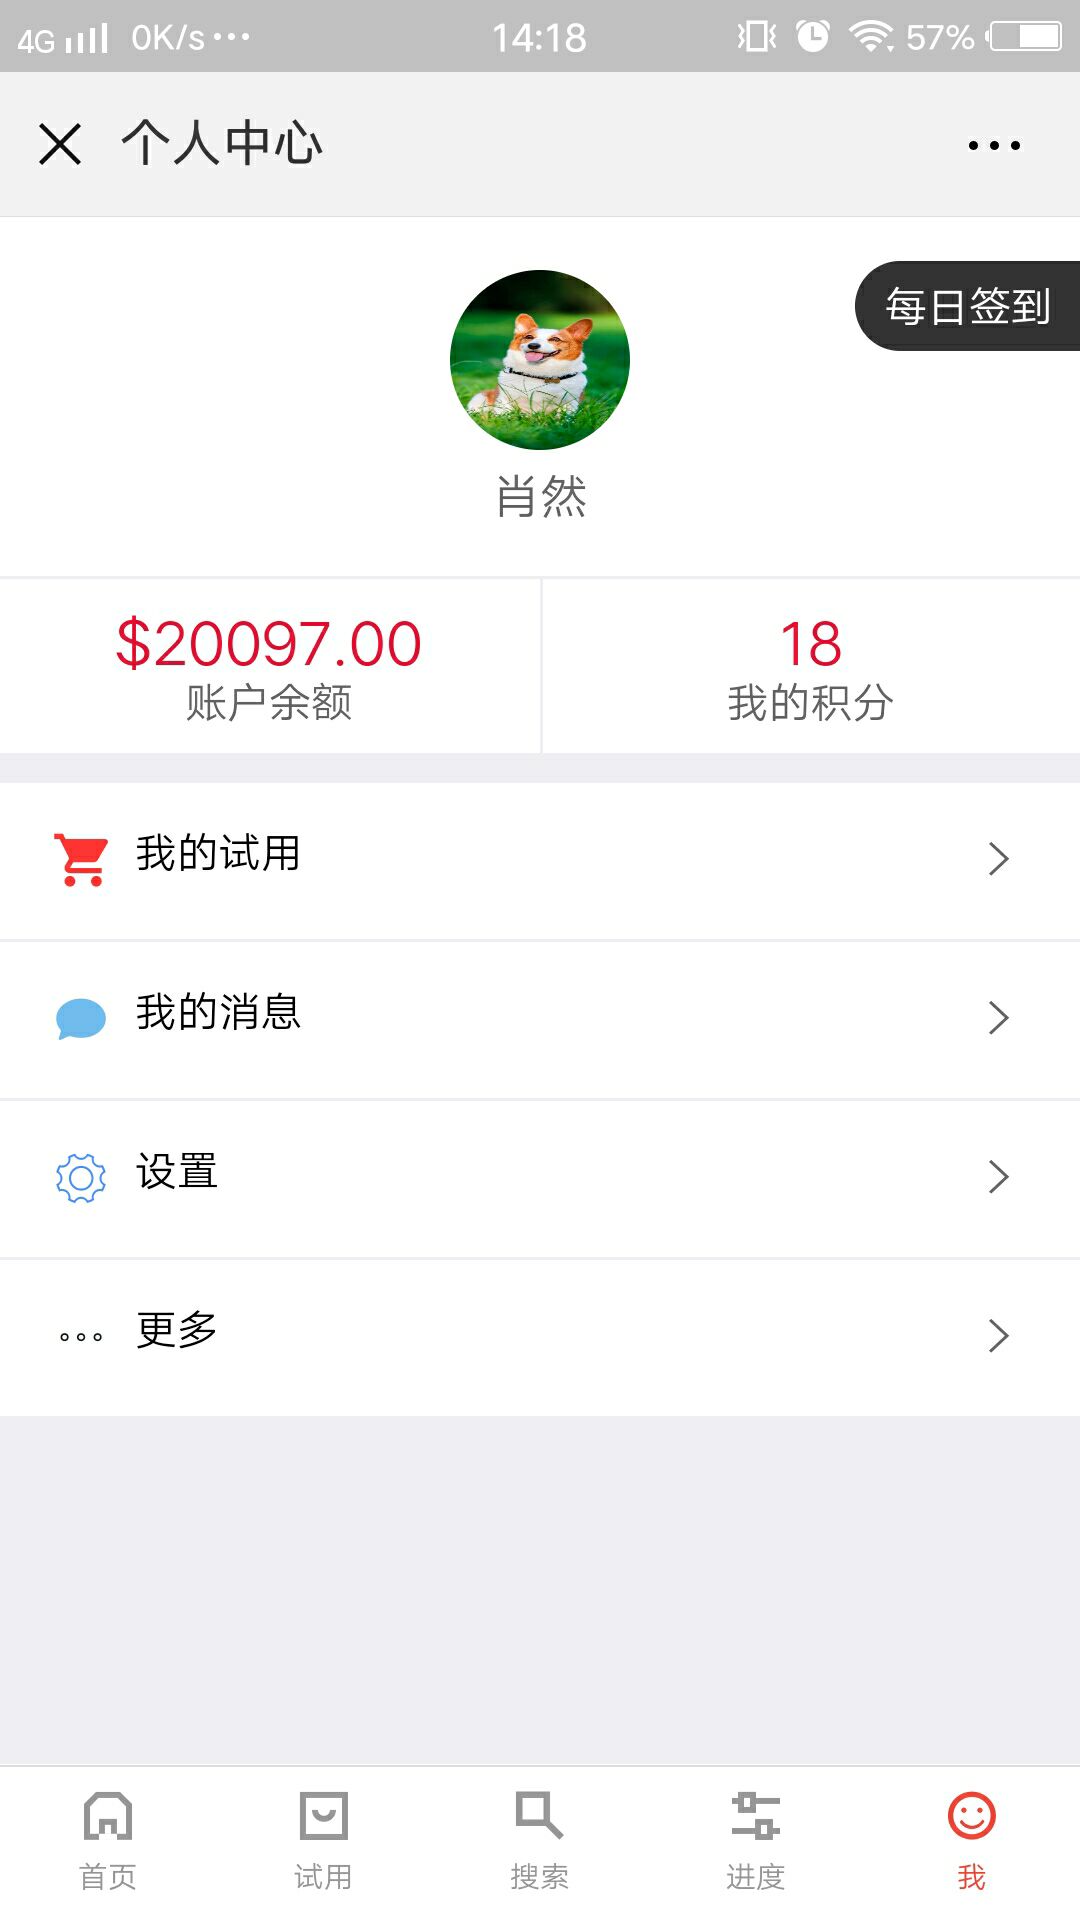 4G 0K/s 14:18 57%
个人中心
每日签到
肖然
$20097.00 18
账户余额 我的积分
我的试用
我的消息
设置
更多
首页 试用 搜索 进度 我